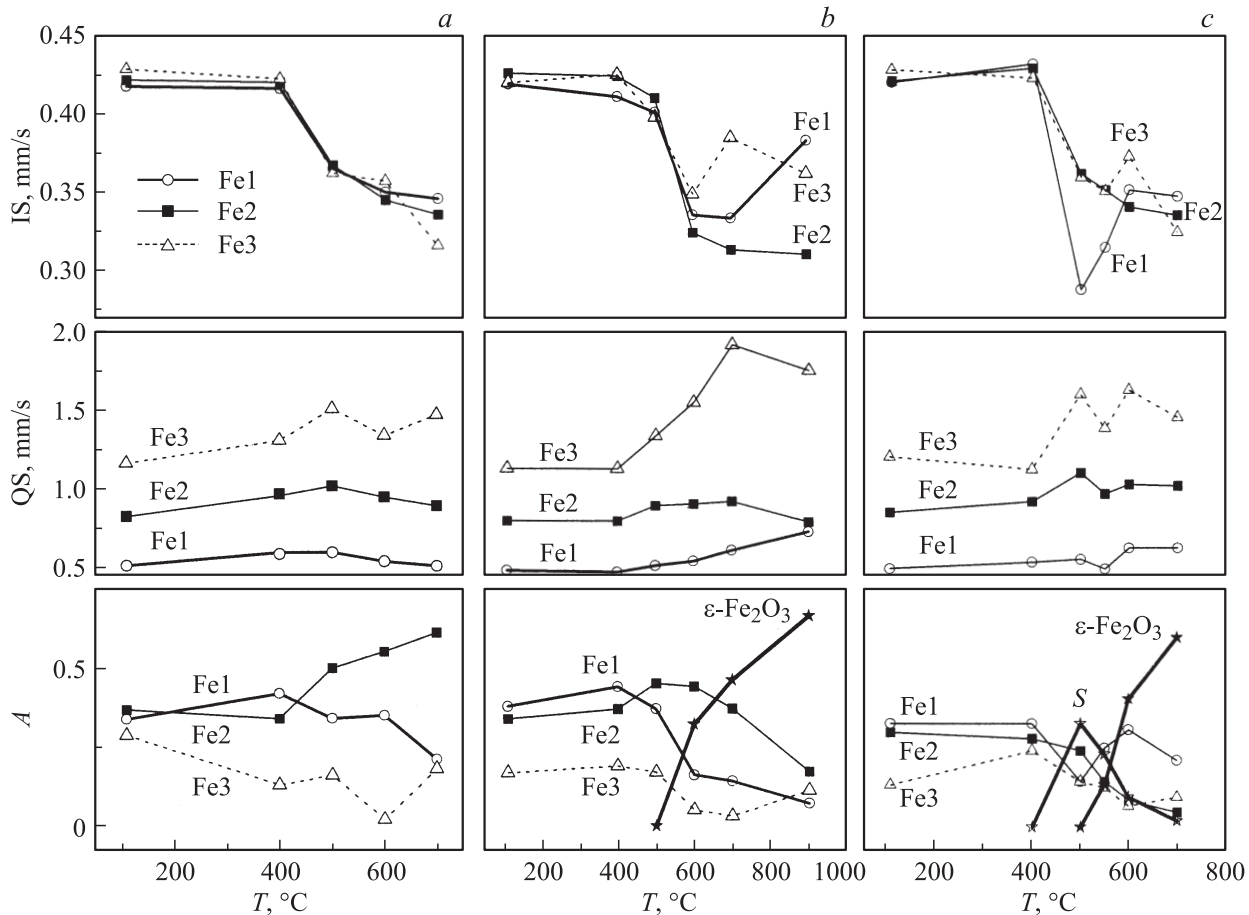 a
b
c
0.45
0.40
0.35
0.30
IS, mm/s
Fe1
Fe2
Fe3
Fe1
Fe3
Fe2
Fe3
Fe2
Fe1
2.0
1.5
1.0
0.5
QS, mm/s
Fe3
Fe2
Fe1
Fe3
Fe2
Fe1
Fe3
Fe2
Fe1
0.5
0
A
Fe1
Fe2
Fe3
ε-Fe₂O₃
Fe1
Fe2
Fe3
ε-Fe₂O₃
S
Fe1
Fe2
Fe3
200 400 600
200 400 600 800 1000
200 400 600 800
T, °C
T, °C
T, °C